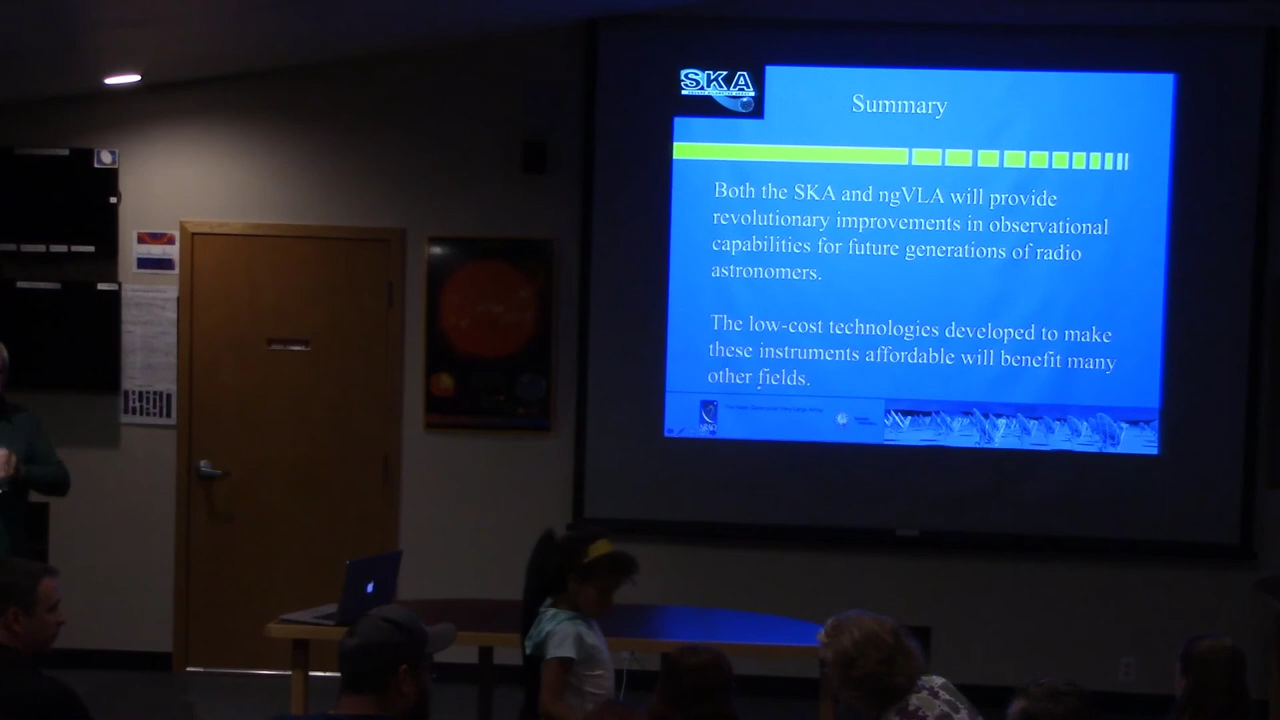 SKA
Summary
Both the SKA and ngVLA will provide
revolutionary improvements in observational
capabilities for future generations of radio
astronomers.
The low-cost technologies developed to make
these instruments affordable will benefit many
other fields.